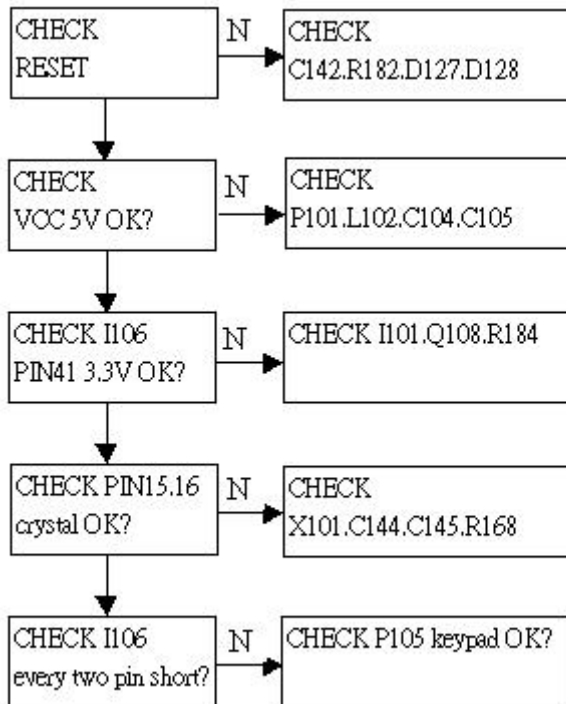 CHECK
RESET
N
CHECK
C142.R182.D127.D128
CHECK
VCC 5V OK?
N
CHECK
P101.L102.C104.C105
CHECK I106
PIN41 3.3V OK?
N
CHECK I101.Q108.R184
CHECK PIN15.16
crystal OK?
N
CHECK
X101.C144.C145.R168
CHECK I106
every two pin short?
N
CHECK P105 keypad OK?